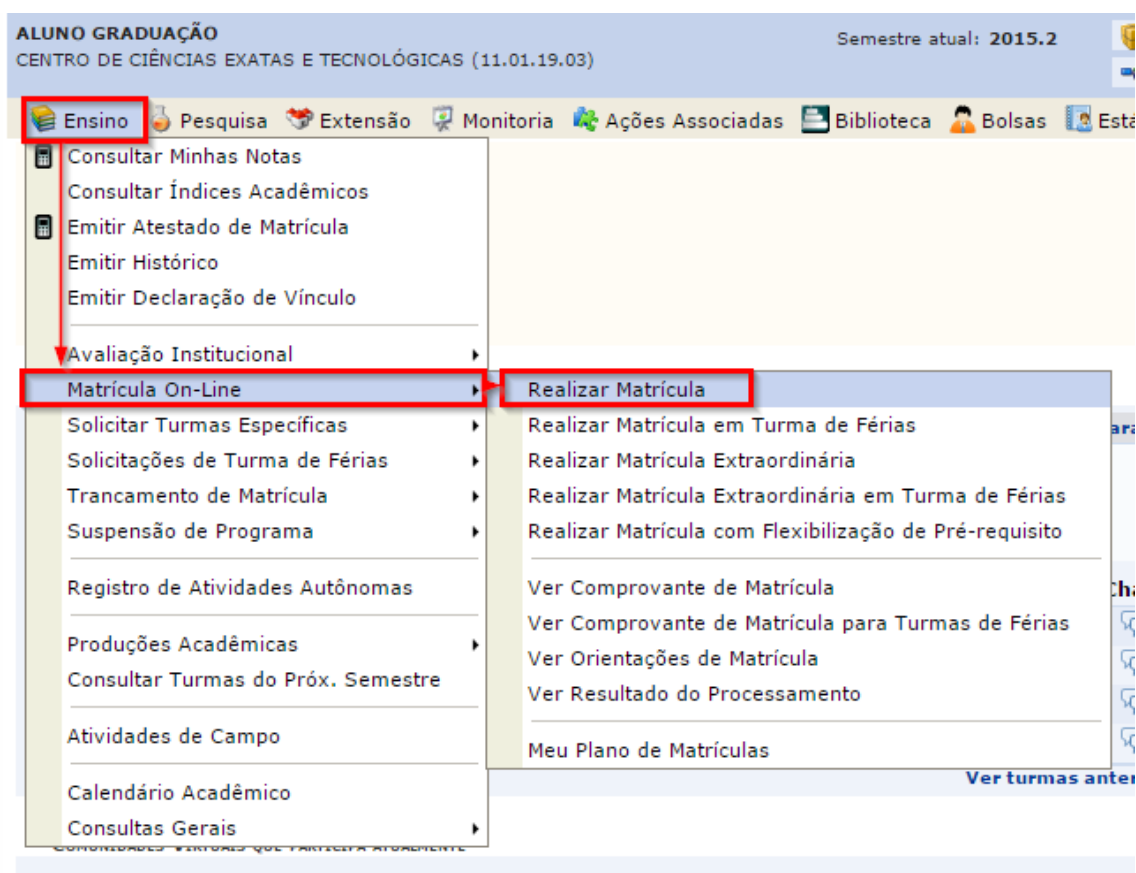 ALUNO GRADUAÇÃO
CENTRO DE CIÊNCIAS EXATAS E TECNOLÓGICAS (11.01.19.03)
Semestre atual: 2015.2
Ensino Pesquisa Extensão Monitoria Ações Associadas Biblioteca Bolsas Está
Consultar Minhas Notas
Consultar Índices Acadêmicos
Emitir Atestado de Matrícula
Emitir Histórico
Emitir Declaração de Vínculo
Avaliação Institucional
Matrícula On-Line
Solicitar Turmas Específicas
Solicitações de Turma de Férias
Trancamento de Matrícula
Suspensão de Programa
Registro de Atividades Autônomas
Produções Acadêmicas
Consultar Turmas do Próx. Semestre
Atividades de Campo
Calendário Acadêmico
Consultas Gerais
Realizar Matrícula
Realizar Matrícula em Turma de Férias
Realizar Matrícula Extraordinária
Realizar Matrícula Extraordinária em Turma de Férias
Realizar Matrícula com Flexibilização de Pré-requisito
Ver Comprovante de Matrícula
Ver Comprovante de Matrícula para Turmas de Férias
Ver Orientações de Matrícula
Ver Resultado do Processamento
Meu Plano de Matrículas
Ver turmas anter